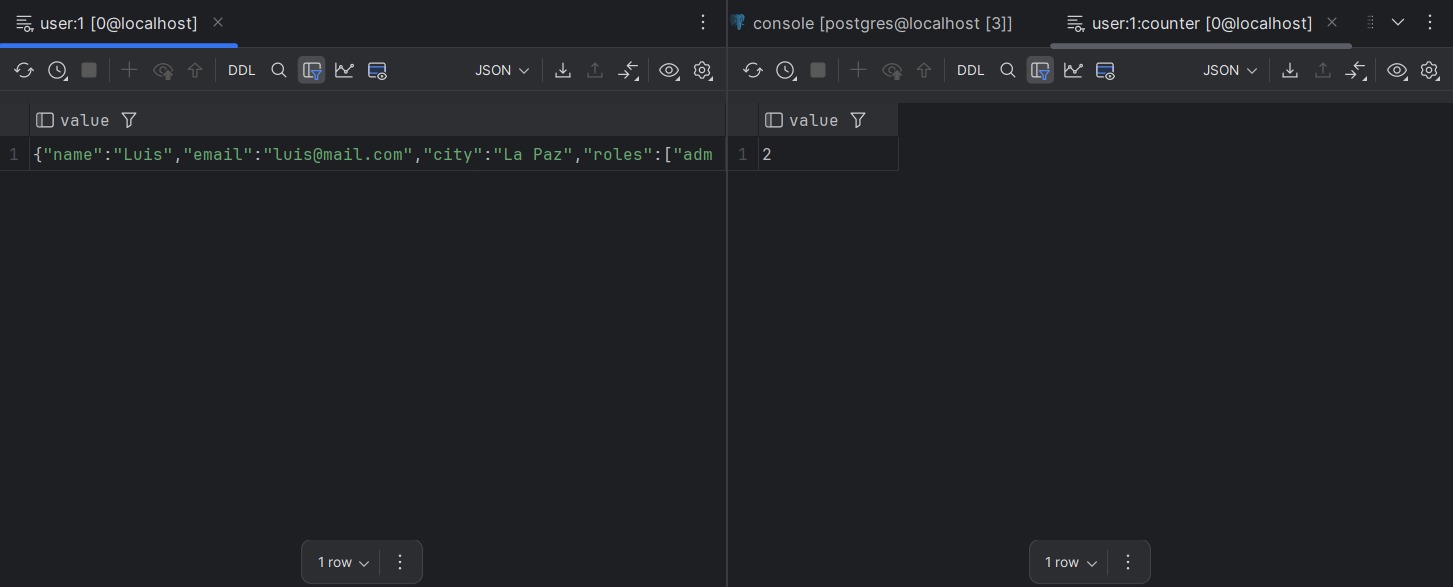 user:1 [0@localhost]
DDL
JSON
value
1 {"name":"Luis","email":"luis@mail.com","city":"La Paz","roles":["adm
1 row
console [postgres@localhost [3]]
user:1:counter [0@localhost]
DDL
JSON
value
1 2
1 row